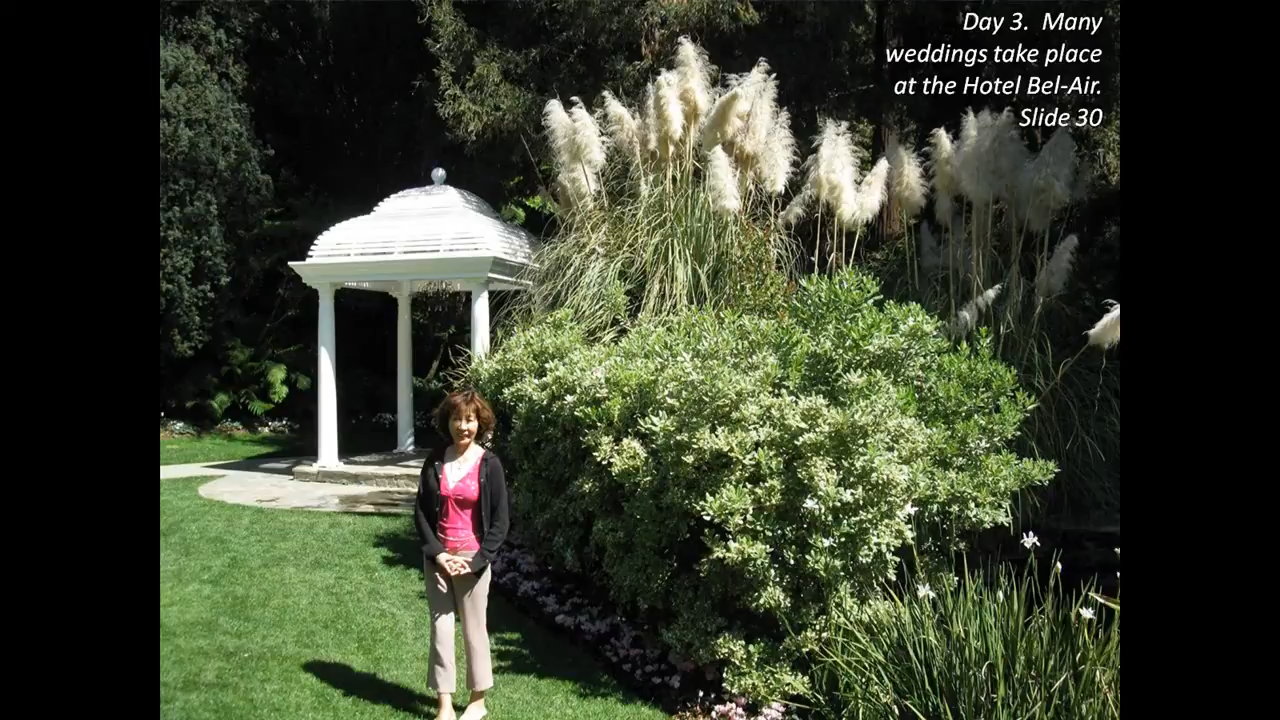 Day 3.  Many
weddings take place
at the Hotel Bel-Air.
Slide 30